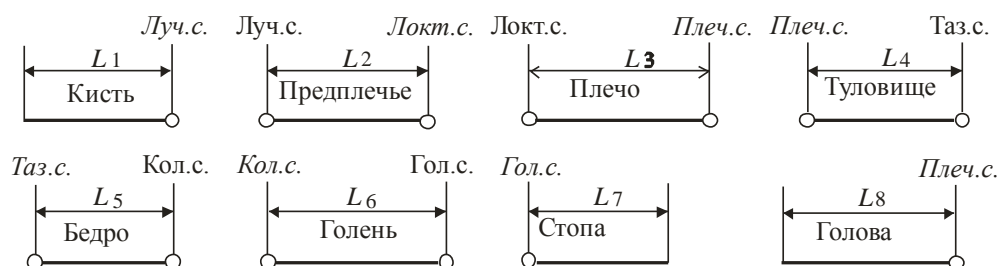 Луч.с. Луч.с. Локт.с. Локт.с. Плеч.с. Плеч.с. Таз.с.
L1 L2 L3 L4
Кисть Предплечье Плечо Туловище
Таз.с. Кол.с. Кол.с. Гол.с. Гол.с. Плеч.с.
L5 L6 L7 L8
Бедро Голень Стопа Голова